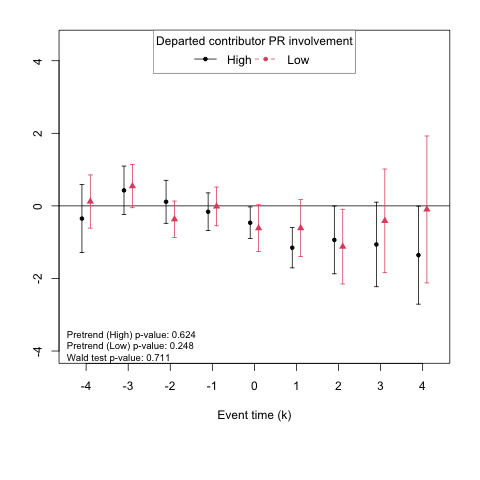 Departed contributor PR involvement
High Low
4
2
0
-2
-4
Pretrend (High) p-value: 0.624
Pretrend (Low) p-value: 0.248
Wald test p-value: 0.711
-4 -3 -2 -1 0 1 2 3 4
Event time (k)